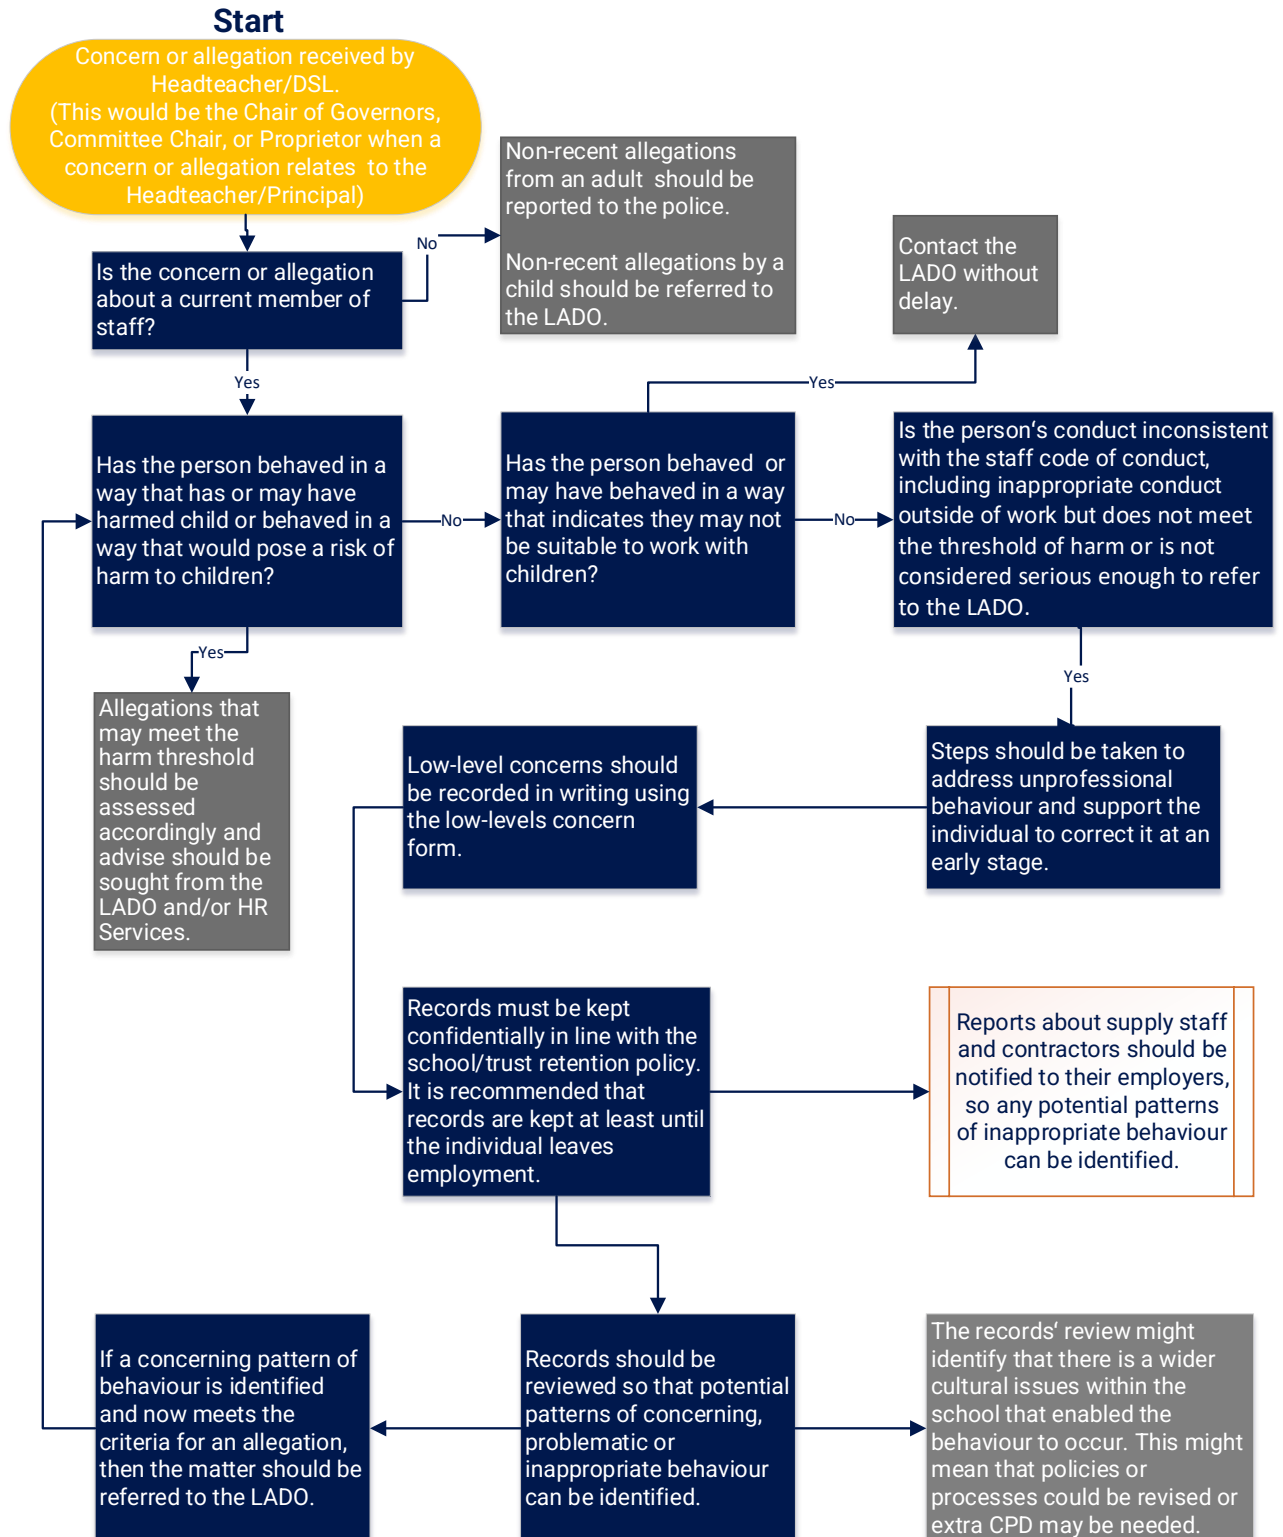 Start
Concern or allegation received by
Headteacher/DSL.
(This would be the Chair of Governors,
Committee Chair, or Proprietor when a
concern or allegation relates to the
Headteacher/Principal)
Is the concern or allegation
about a current member of
staff?
No
Non-recent allegations
from an adult should be
reported to the police.
Non-recent allegations by a
child should be referred to
the LADO.
Contact the
LADO without
delay.
Yes
Yes
Has the person behaved in a
way that has or may have
harmed child or behaved in a
way that would pose a risk of
harm to children?
No
Has the person behaved or
may have behaved in a way
that indicates they may not
be suitable to work with
children?
No
Is the person‘s conduct inconsistent
with the staff code of conduct,
including inappropriate conduct
outside of work but does not meet
the threshold of harm or is not
considered serious enough to refer
to the LADO.
Yes
Yes
Allegations that
may meet the
harm threshold
should be
assessed
accordingly and
advise should be
sought from the
LADO and/or HR
Services.
Low-level concerns should
be recorded in writing using
the low-levels concern
form.
Steps should be taken to
address unprofessional
behaviour and support the
individual to correct it at an
early stage.
Records must be kept
confidentially in line with the
school/trust retention policy.
It is recommended that
records are kept at least until
the individual leaves
employment.
Reports about supply staff
and contractors should be
notified to their employers,
so any potential patterns
of inappropriate behaviour
can be identified.
If a concerning pattern of
behaviour is identified
and now meets the
criteria for an allegation,
then the matter should be
referred to the LADO.
Records should be
reviewed so that potential
patterns of concerning,
problematic or
inappropriate behaviour
can be identified.
The records‘ review might
identify that there is a wider
cultural issues within the
school that enabled the
behaviour to occur. This might
mean that policies or
processes could be revised or
extra CPD may be needed.